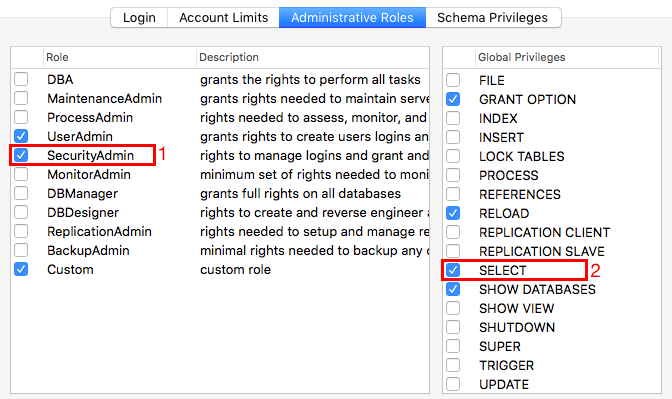 Login Account Limits Administrative Roles Schema Privileges
Role Description
DBA grants the rights to perform all tasks
MaintenanceAdmin grants rights needed to maintain serve
ProcessAdmin rights needed to assess, monitor, and
UserAdmin grants rights to create users logins an
SecurityAdmin rights to manage logins and grant and
1
MonitorAdmin minimum set of rights needed to moni
DBManager grants full rights on all databases
DBDesigner rights to create and reverse engineer a
ReplicationAdmin rights needed to setup and manage re
BackupAdmin minimal rights needed to backup any d
Custom custom role
Global Privileges
FILE
GRANT OPTION
INDEX
INSERT
LOCK TABLES
PROCESS
REFERENCES
RELOAD
REPLICATION CLIENT
REPLICATION SLAVE
SELECT 2
SHOW DATABASES
SHOW VIEW
SHUTDOWN
SUPER
TRIGGER
UPDATE